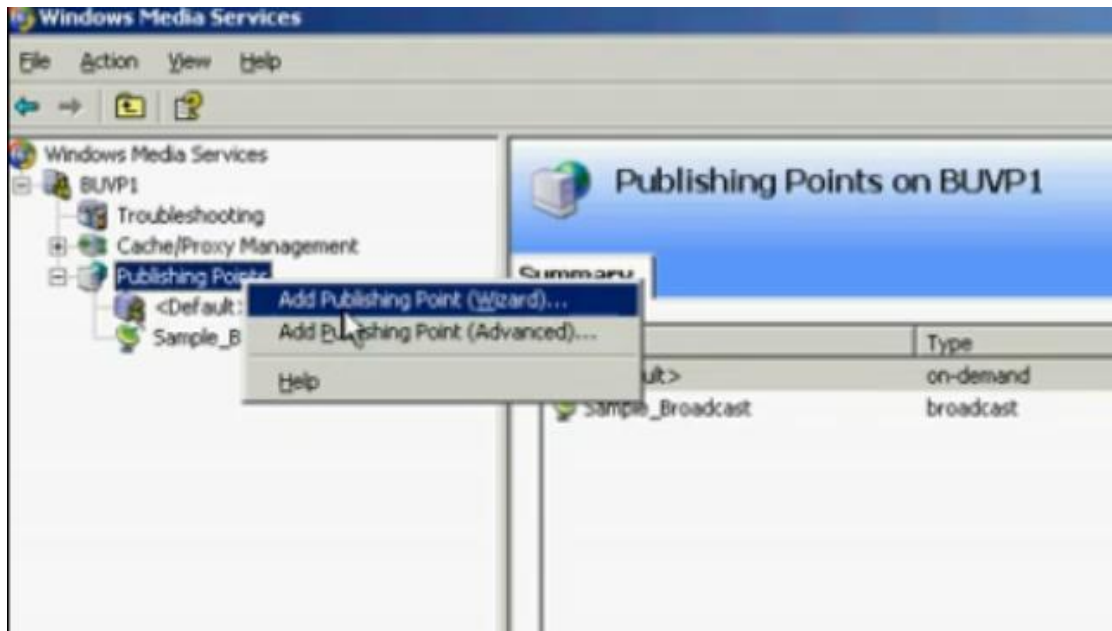 Windows Media Services
File Action View Help
Windows Media Services
BUVP1
Troubleshooting
Cache/Proxy Management
Publishing Points
<Default>
Sample_B
Add Publishing Point (Wizard)...
Add Publishing Point (Advanced)...
Help
Publishing Points on BUVP1
Summary
Type
ult> on-demand
Sample_Broadcast broadcast